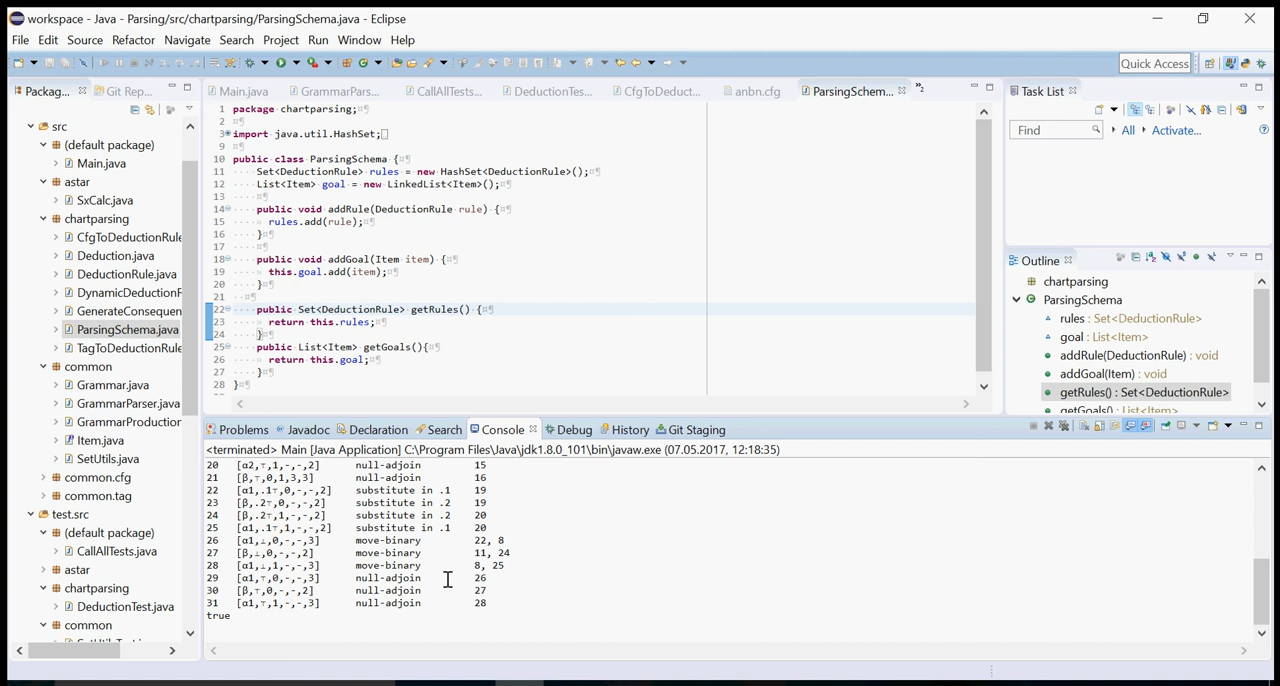 workspace - Java - Parsing/src/chartparsing/ParsingSchema.java - Eclipse
File Edit Source Refactor Navigate Search Project Run Window Help
Quick Access
Packag... Git Rep...
src
(default package)
Main.java
astar
SxCalc.java
chartparsing
CfgToDeductionRule
Deduction.java
DeductionRule.java
DynamicDeductionF
GenerateConsequen
ParsingSchema.java
TagToDeductionRule
common
Grammar.java
GrammarParser.java
GrammarProduction
Item.java
SetUtils.java
common.cfg
common.tag
test.src
(default package)
CallAllTests.java
astar
chartparsing
DeductionTest.java
common
Main.java GrammarPars... CallAllTests... DeductionTes... CfgToDeduct... anbn.cfg ParsingSchem... »2
1 package chartparsing;
2
3 import java.util.HashSet;
9
10 public class ParsingSchema {
11 Set<DeductionRule> rules = new HashSet<DeductionRule>();
12 List<Item> goal = new LinkedList<Item>();
13
14 public void addRule(DeductionRule rule) {
15 rules.add(rule);
16 }
17
18 public void addGoal(Item item) {
19 this.goal.add(item);
20 }
21
22 public Set<DeductionRule> getRules() {
23 return this.rules;
24 }
25 public List<Item> getGoals(){
26 return this.goal;
27 }
28 }
Task List
Find All Activate...
Outline
chartparsing
ParsingSchema
rules : Set<DeductionRule>
goal : List<Item>
addRule(DeductionRule) : void
addGoal(Item) : void
getRules() : Set<DeductionRule>
getGoals() : List<Item>
Problems Javadoc Declaration Search Console Debug History Git Staging
<terminated> Main [Java Application] C:\Program Files\Java\jdk1.8.0_101\bin\javaw.exe (07.05.2017, 12:18:35)
20 [α2,⊤,1,-,-,2] null-adjoin 15
21 [β,⊤,0,1,3,3] null-adjoin 16
22 [α1,.1⊤,0,-,-,2] substitute in .1 19
23 [β,.2⊤,0,-,-,2] substitute in .2 19
24 [β,.2⊤,1,-,-,2] substitute in .2 20
25 [α1,.1⊤,1,-,-,2] substitute in .1 20
26 [α1,⊥,0,-,-,3] move-binary 22, 8
27 [β,⊥,0,-,-,2] move-binary 11, 24
28 [α1,⊥,1,-,-,3] move-binary 8, 25
29 [α1,⊤,0,-,-,3] null-adjoin 26
30 [β,⊤,0,-,-,2] null-adjoin 27
31 [α1,⊤,1,-,-,3] null-adjoin 28
true